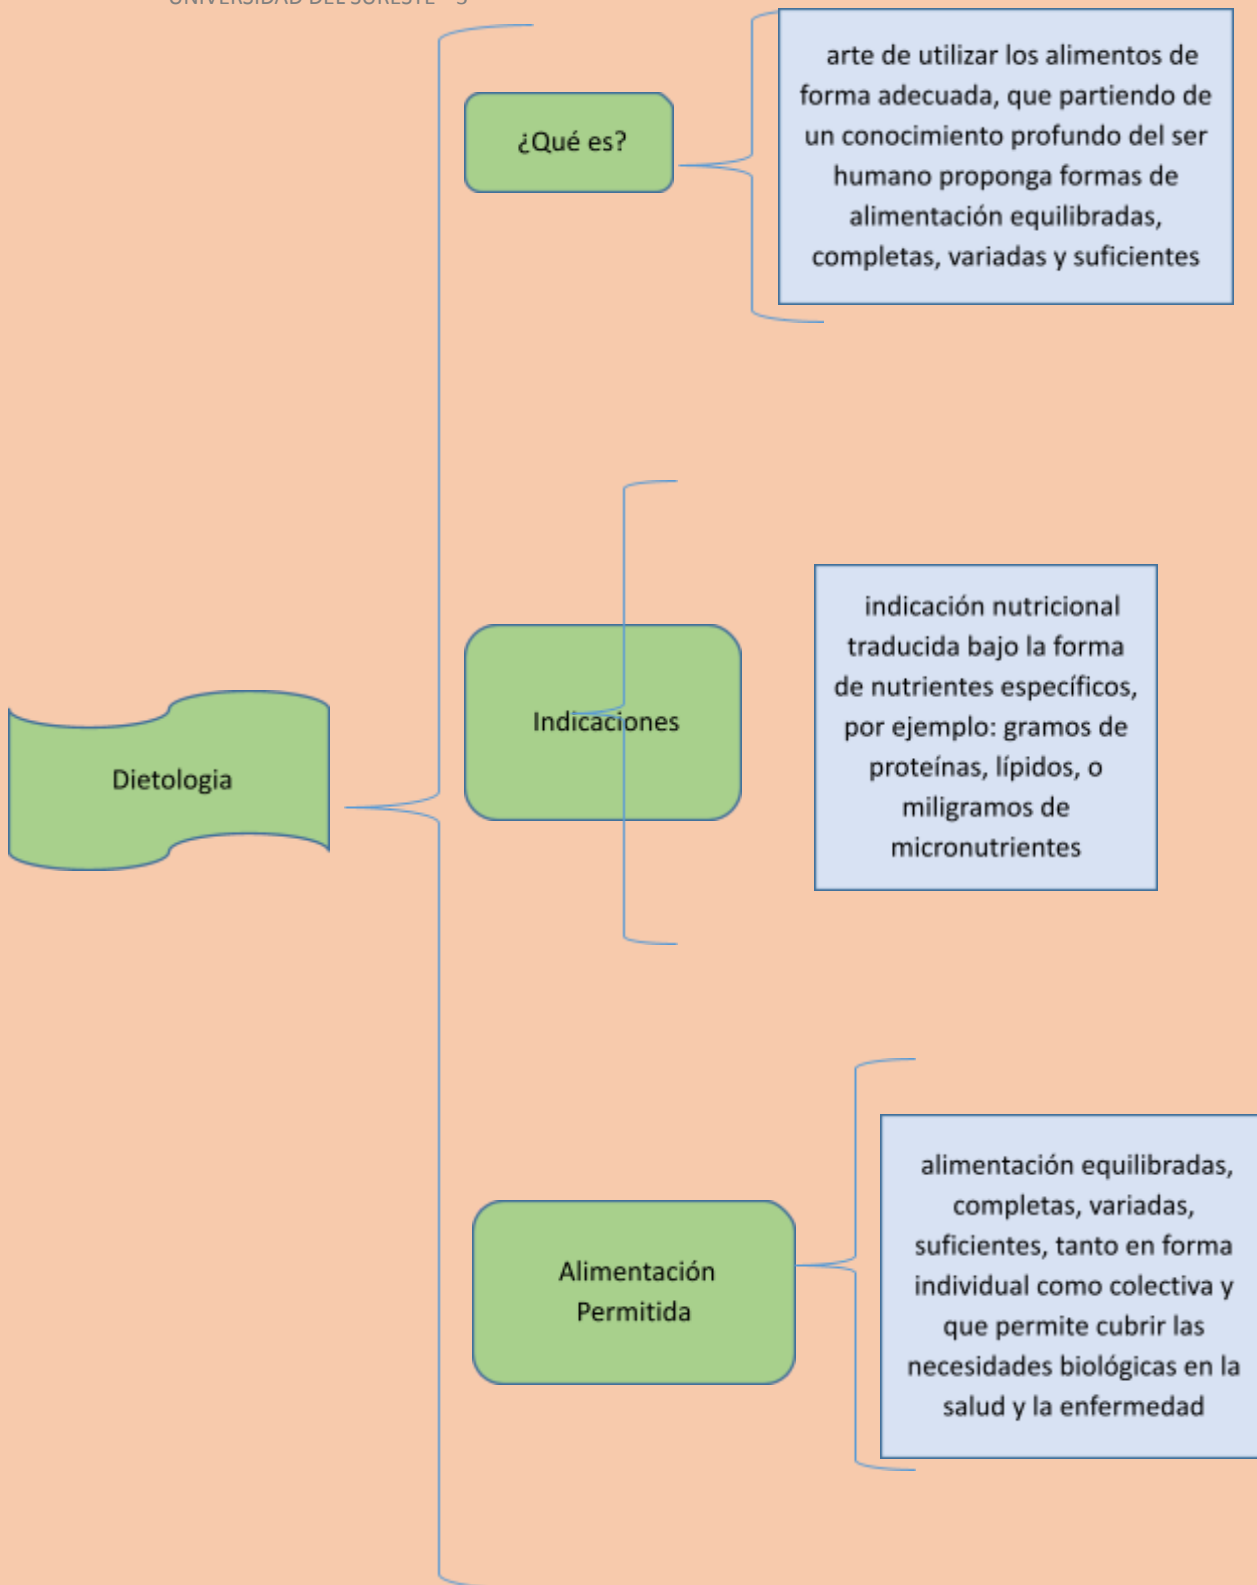 UNIVERSIDAD DEL SURESTE
arte de utilizar los alimentos de
forma adecuada, que partiendo de
un conocimiento profundo del ser
humano proponga formas de
alimentación equilibradas,
completas, variadas y suficientes
¿Qué es?
indicación nutricional
traducida bajo la forma
de nutrientes específicos,
por ejemplo: gramos de
proteínas, lípidos, o
miligramos de
micronutrientes
Indicaciones
Dietologia
alimentación equilibradas,
completas, variadas,
suficientes, tanto en forma
individual como colectiva y
que permite cubrir las
necesidades biológicas en la
salud y la enfermedad
Alimentación
Permitida